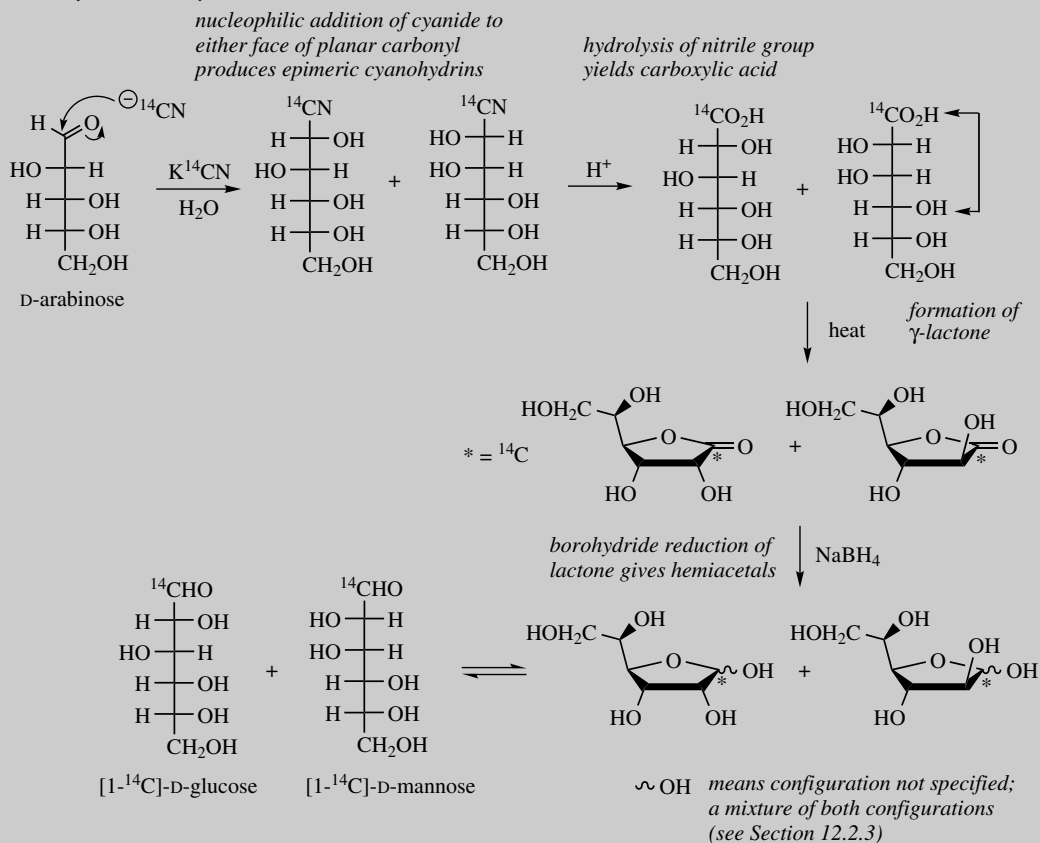 nucleophilic addition of cyanide to
either face of planar carbonyl
produces epimeric cyanohydrins
hydrolysis of nitrile group
yields carboxylic acid
H O ⊖ ¹⁴CN
HO H
H OH
H OH
CH₂OH
D-arabinose
K¹⁴CN
H₂O
¹⁴CN
H OH
HO H
H OH
H OH
CH₂OH
+
¹⁴CN
HO H
HO H
H OH
H OH
CH₂OH
H⁺
¹⁴CO₂H
H OH
HO H
H OH
H OH
CH₂OH
+
¹⁴CO₂H
HO H
HO H
H OH
H OH
CH₂OH
heat
formation of
γ-lactone
* = ¹⁴C
HOH₂C OH
O O
*
HO OH
+
HOH₂C OH
OH
O O
*
HO
borohydride reduction of
lactone gives hemiacetals
NaBH₄
¹⁴CHO
H OH
HO H
H OH
H OH
CH₂OH
[1-¹⁴C]-D-glucose
+
¹⁴CHO
HO H
HO H
H OH
H OH
CH₂OH
[1-¹⁴C]-D-mannose
HOH₂C OH
O OH
*
HO OH
+
HOH₂C OH
OH
O OH
*
HO
OH means configuration not specified;
a mixture of both configurations
(see Section 12.2.3)